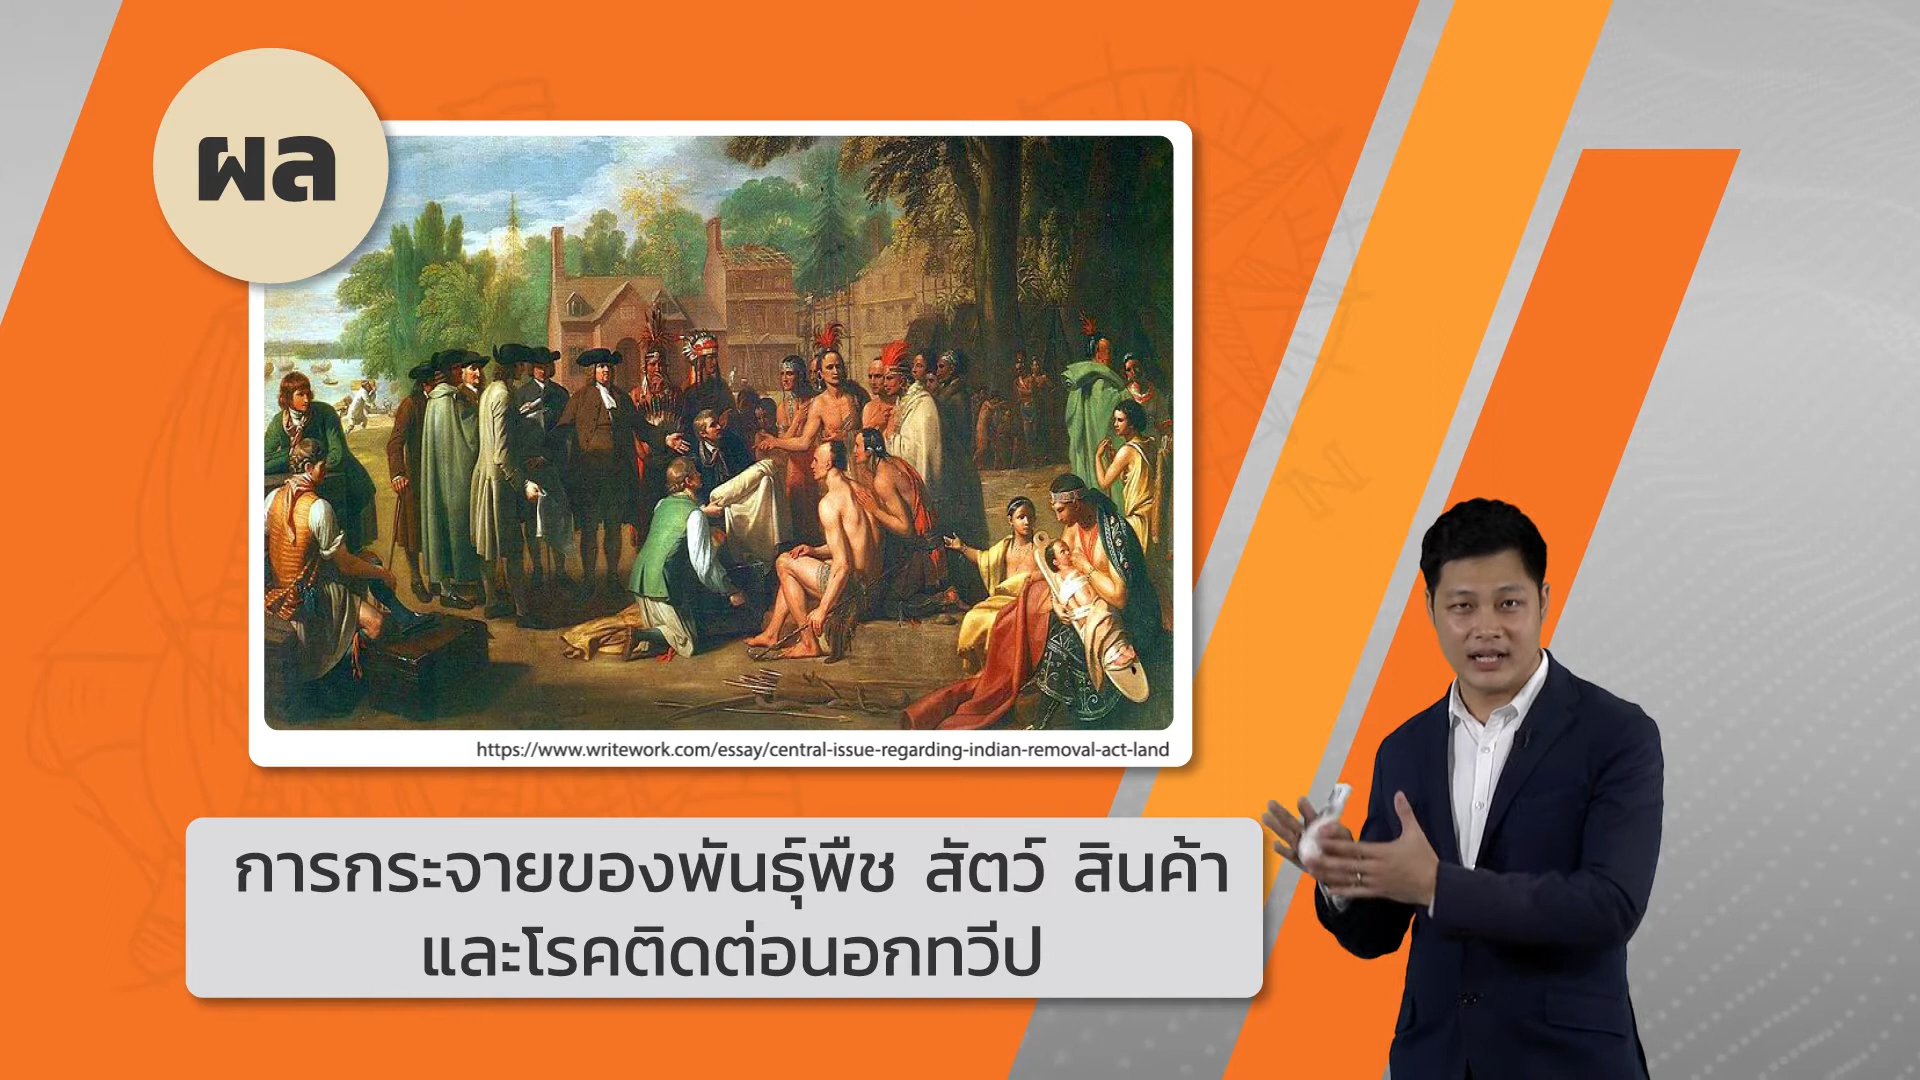 ผล
https://www.writework.com/essay/central-issue-regarding-indian-removal-act-land
การกระจายของพันธุ์พืช สัตว์ สินค้า
และโรคติดต่อนอกทวีป
N